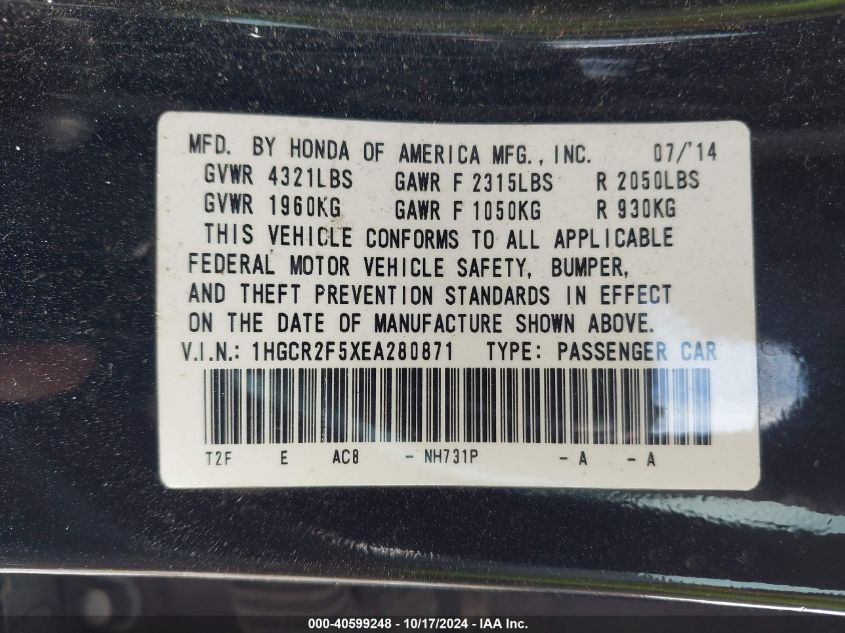 MFD. BY HONDA OF AMERICA MFG., INC. 07/'14
GVWR 4321LBS GAWR F 2315LBS R 2050LBS
GVWR 1960KG GAWR F 1050KG R 930KG
THIS VEHICLE CONFORMS TO ALL APPLICABLE
FEDERAL MOTOR VEHICLE SAFETY, BUMPER,
AND THEFT PREVENTION STANDARDS IN EFFECT
ON THE DATE OF MANUFACTURE SHOWN ABOVE.
V.I.N.: 1HGCR2F5XEA280871 TYPE: PASSENGER CAR
T2F E AC8 - NH731P - A - A
000-40599248 - 10/17/2024 - IAA Inc.